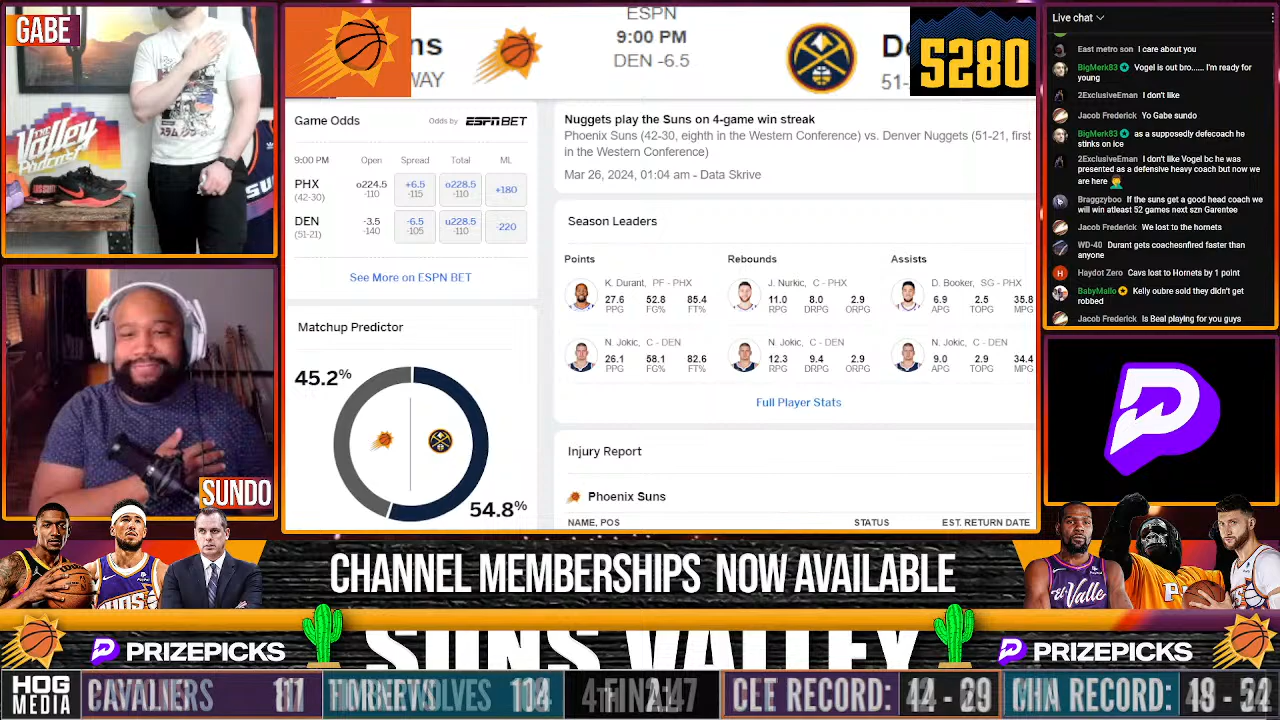 GABE
The Valley
Podcast
SUNDO
ns
WAY
ESPN
9:00 PM
DEN -6.5
De
51-
5280
Game Odds
Odds by ESPN BET
9:00 PM Open Spread Total ML
PHX (42-30) o224.5 +6.5 -115 o228.5 -110 +180
DEN (51-21) -3.5 -140 -6.5 -105 u228.5 -110 -220
See More on ESPN BET
Matchup Predictor
45.2%
54.8%
Nuggets play the Suns on 4-game win streak
Phoenix Suns (42-30, eighth in the Western Conference) vs. Denver Nuggets (51-21, first
in the Western Conference)
Mar 26, 2024, 01:04 am - Data Skrive
Season Leaders
Points Rebounds Assists
K. Durant, PF - PHX
27.6 52.8 85.4
PPG FG% FT%
J. Nurkic, C - PHX
11.0 8.0 2.9
RPG DRPG ORPG
D. Booker, SG - PHX
6.9 2.5 35.8
APG TOPG MPG
N. Jokic, C - DEN
26.1 58.1 82.6
PPG FG% FT%
N. Jokic, C - DEN
12.3 9.4 2.9
RPG DRPG ORPG
N. Jokic, C - DEN
9.0 2.9 34.4
APG TOPG MPG
Full Player Stats
Injury Report
Phoenix Suns
NAME, POS STATUS EST. RETURN DATE
Live chat
East metro son I care about you
BigMerk83 Vogel is out bro...... I'm ready for
young
2ExclusiveEman I don't like
Jacob Frederick Yo Gabe sundo
BigMerk83 as a supposedly defecoach he
stinks on ice
2ExclusiveEman I don't like Vogel bc he was
presented as a defensive heavy coach but now we
are here
Braggzyboo If the suns get a good head coach we
will win atleast 52 games next szn Garentee
Jacob Frederick We lost to the hornets
WD-40 Durant gets coachesnfired faster than
anyone
Haydot Zero Cavs lost to Hornets by 1 point
BabyMallo Kelly oubre sold they didn't get
robbed
Jacob Frederick Is Beal playing for you guys
CHANNEL MEMBERSHIPS NOW AVAILABLE
PRIZEPICKS
SUNS VALLEY
PRIZEPICKS
HOG
MEDIA
CAVALIERS
TIMBERWOLVES
CLE RECORD:
MIN RECORD: